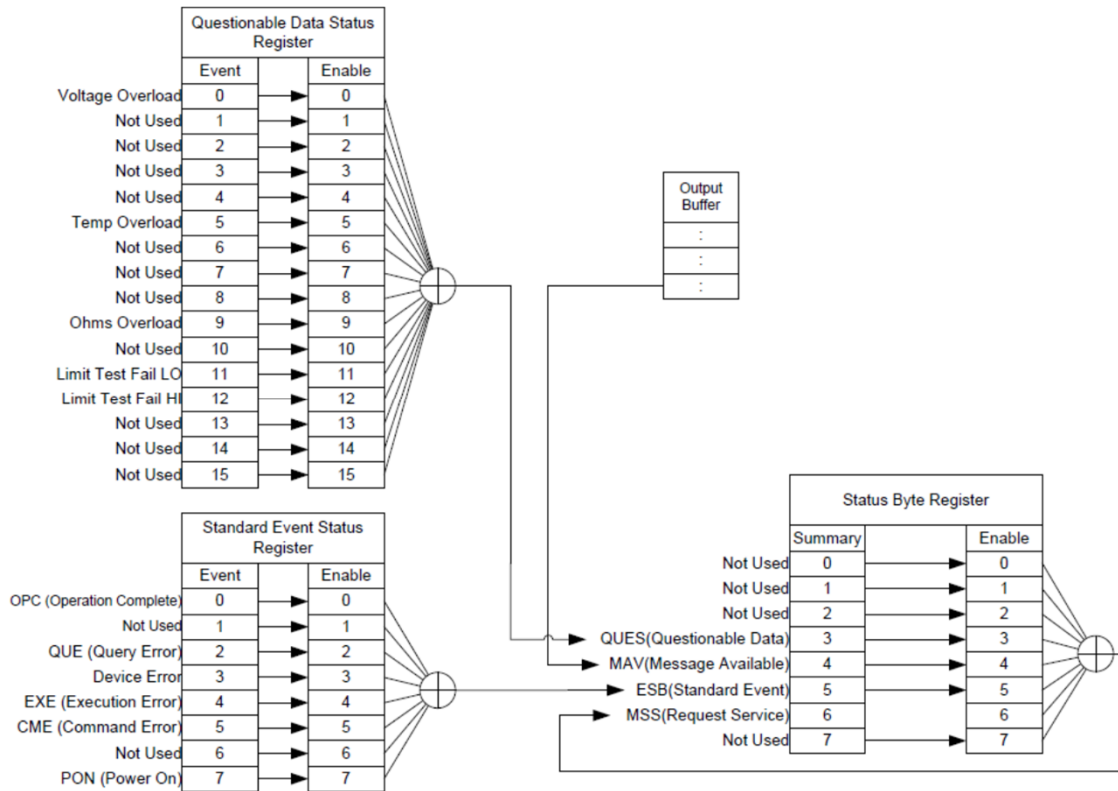 Questionable Data Status
Register
Event Enable
Voltage Overload 0 0
Not Used 1 1
Not Used 2 2
Not Used 3 3
Not Used 4 4
Temp Overload 5 5
Not Used 6 6
Not Used 7 7
Not Used 8 8
Ohms Overload 9 9
Not Used 10 10
Limit Test Fail LO 11 11
Limit Test Fail HI 12 12
Not Used 13 13
Not Used 14 14
Not Used 15 15
Output
Buffer
:
:
:
Standard Event Status
Register
Event Enable
OPC (Operation Complete) 0 0
Not Used 1 1
QUE (Query Error) 2 2
Device Error 3 3
EXE (Execution Error) 4 4
CME (Command Error) 5 5
Not Used 6 6
PON (Power On) 7 7
Status Byte Register
Summary Enable
Not Used 0 0
Not Used 1 1
Not Used 2 2
QUES(Questionable Data) 3 3
MAV(Message Available) 4 4
ESB(Standard Event) 5 5
MSS(Request Service) 6 6
Not Used 7 7